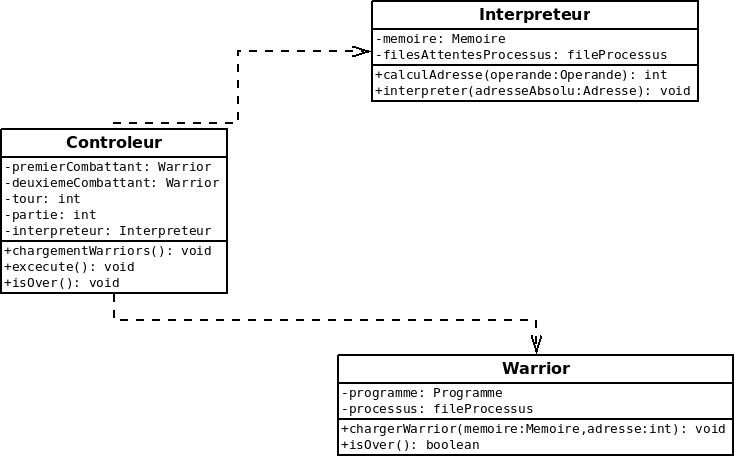 Interpreteur
-memoire: Memoire
-filesAttentesProcessus: fileProcessus
+calculAdresse(operande:Operande): int
+interpreter(adresseAbsolu:Adresse): void
Controleur
-premierCombattant: Warrior
-deuxiemeCombattant: Warrior
-tour: int
-partie: int
-interpreteur: Interpreteur
+chargementWarriors(): void
+excecute(): void
+isOver(): void
Warrior
-programme: Programme
-processus: fileProcessus
+chargerWarrior(memoire:Memoire,adresse:int): void
+isOver(): boolean